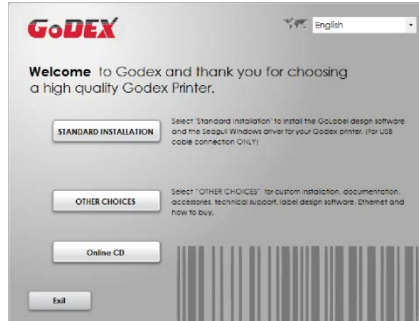 GoDEX
English
Welcome to Godex and thank you for choosing
a high quality Godex Printer.
STANDARD INSTALLATION
Select 'Standard Installation' to install the GoLabel design software
and the Seagull Windows driver for your Godex printer. (For USB
cable connection ONLY)
OTHER CHOICES
Select "OTHER CHOICES" for custom installation, documentation,
accessories, technical support, label design software, Ethernet and
how to buy.
Online CD
Exit